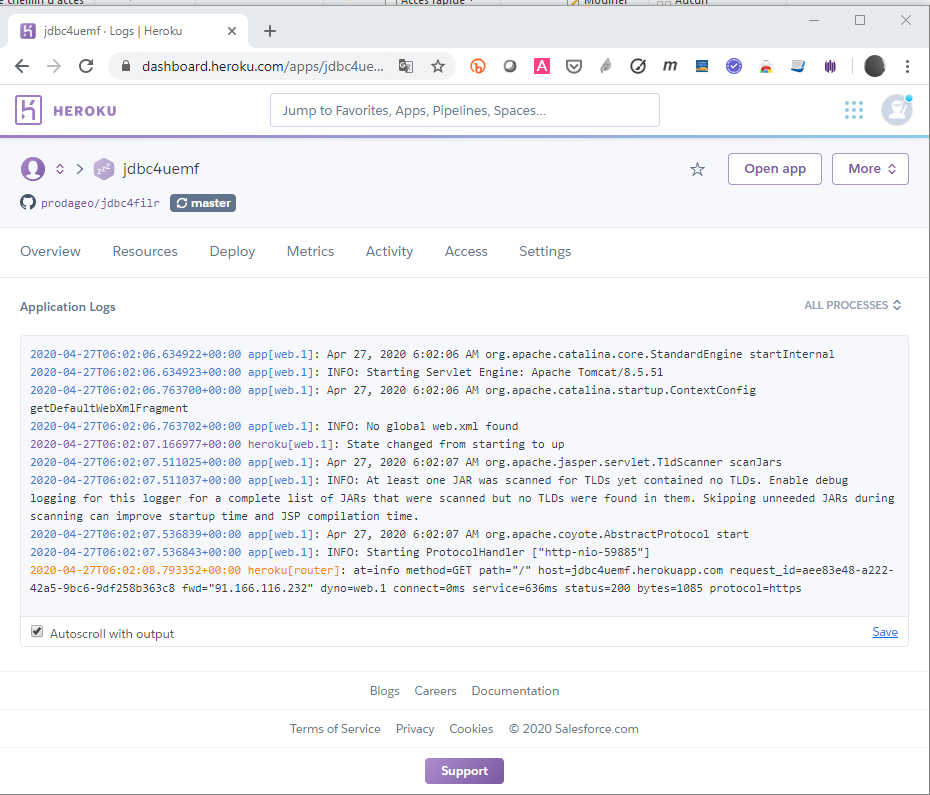 Accès rapide
Modifier
Aucun
jdbc4uemf · Logs | Heroku
dashboard.heroku.com/apps/jdbc4ue...
HEROKU
Jump to Favorites, Apps, Pipelines, Spaces...
jdbc4uemf
Open app
More
prodageo/jdbc4filr
master
Overview Resources Deploy Metrics Activity Access Settings
Application Logs
ALL PROCESSES
2020-04-27T06:02:06.634922+00:00 app[web.1]: Apr 27, 2020 6:02:06 AM org.apache.catalina.core.StandardEngine startInternal
2020-04-27T06:02:06.634923+00:00 app[web.1]: INFO: Starting Servlet Engine: Apache Tomcat/8.5.51
2020-04-27T06:02:06.763700+00:00 app[web.1]: Apr 27, 2020 6:02:06 AM org.apache.catalina.startup.ContextConfig
getDefaultWebXmlFragment
2020-04-27T06:02:06.763702+00:00 app[web.1]: INFO: No global web.xml found
2020-04-27T06:02:07.166977+00:00 heroku[web.1]: State changed from starting to up
2020-04-27T06:02:07.511025+00:00 app[web.1]: Apr 27, 2020 6:02:07 AM org.apache.jasper.servlet.TldScanner scanJars
2020-04-27T06:02:07.511037+00:00 app[web.1]: INFO: At least one JAR was scanned for TLDs yet contained no TLDs. Enable debug
logging for this logger for a complete list of JARs that were scanned but no TLDs were found in them. Skipping unneeded JARs during
scanning can improve startup time and JSP compilation time.
2020-04-27T06:02:07.536839+00:00 app[web.1]: Apr 27, 2020 6:02:07 AM org.apache.coyote.AbstractProtocol start
2020-04-27T06:02:07.536843+00:00 app[web.1]: INFO: Starting ProtocolHandler ["http-nio-59885"]
2020-04-27T06:02:08.793352+00:00 heroku[router]: at=info method=GET path="/" host=jdbc4uemf.herokuapp.com request_id=aee83e48-a222-
42a5-9bc6-9df258b363c8 fwd="91.166.116.232" dyno=web.1 connect=0ms service=636ms status=200 bytes=1085 protocol=https
Autoscroll with output
Save
Blogs Careers Documentation
Terms of Service Privacy Cookies © 2020 Salesforce.com
Support